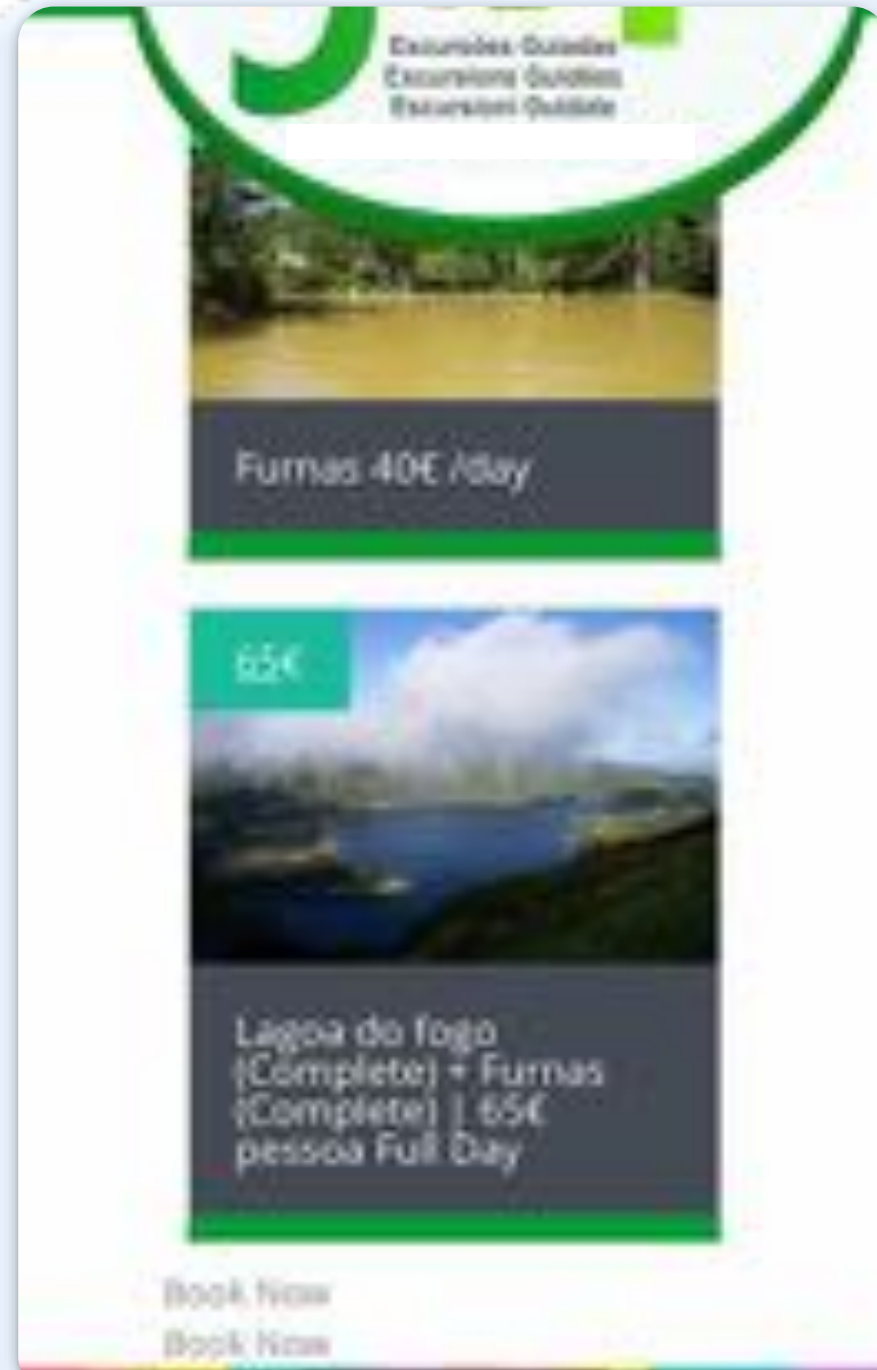 Excursões Guiadas
Excursions Guidées
Escursioni Guidate
Furnas 40€ /day
65€
Lagoa do fogo
(Complete) + Furnas
(Complete) | 65€
pessoa Full Day
Book Now
Book Now